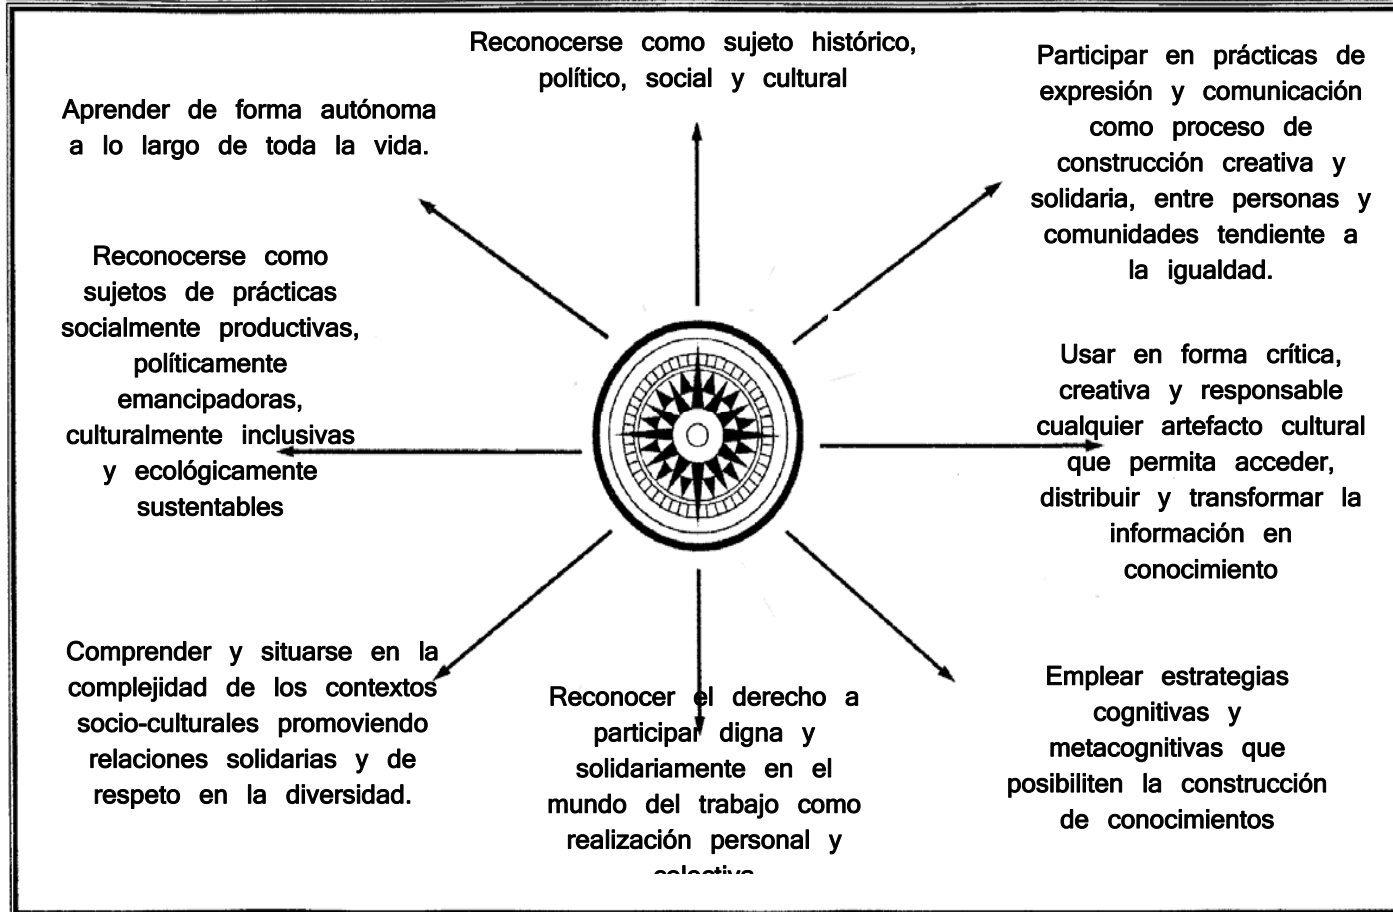 Reconocerse como sujeto histórico,
político, social y cultural
Participar en prácticas de
expresión y comunicación
como proceso de
construcción creativa y
solidaria, entre personas y
comunidades tendiente a
la igualdad.
Usar en forma crítica,
creativa y responsable
cualquier artefacto cultural
que permita acceder,
distribuir y transformar la
información en
conocimiento
Emplear estrategias
cognitivas y
metacognitivas que
posibiliten la construcción
de conocimientos
Reconocer el derecho a
participar digna y
solidariamente en el
mundo del trabajo como
realización personal y
colectiva
Comprender y situarse en la
complejidad de los contextos
socio-culturales promoviendo
relaciones solidarias y de
respeto en la diversidad.
Reconocerse como
sujetos de prácticas
socialmente productivas,
políticamente
emancipadoras,
culturalmente inclusivas
y ecológicamente
sustentables
Aprender de forma autónoma
a lo largo de toda la vida.